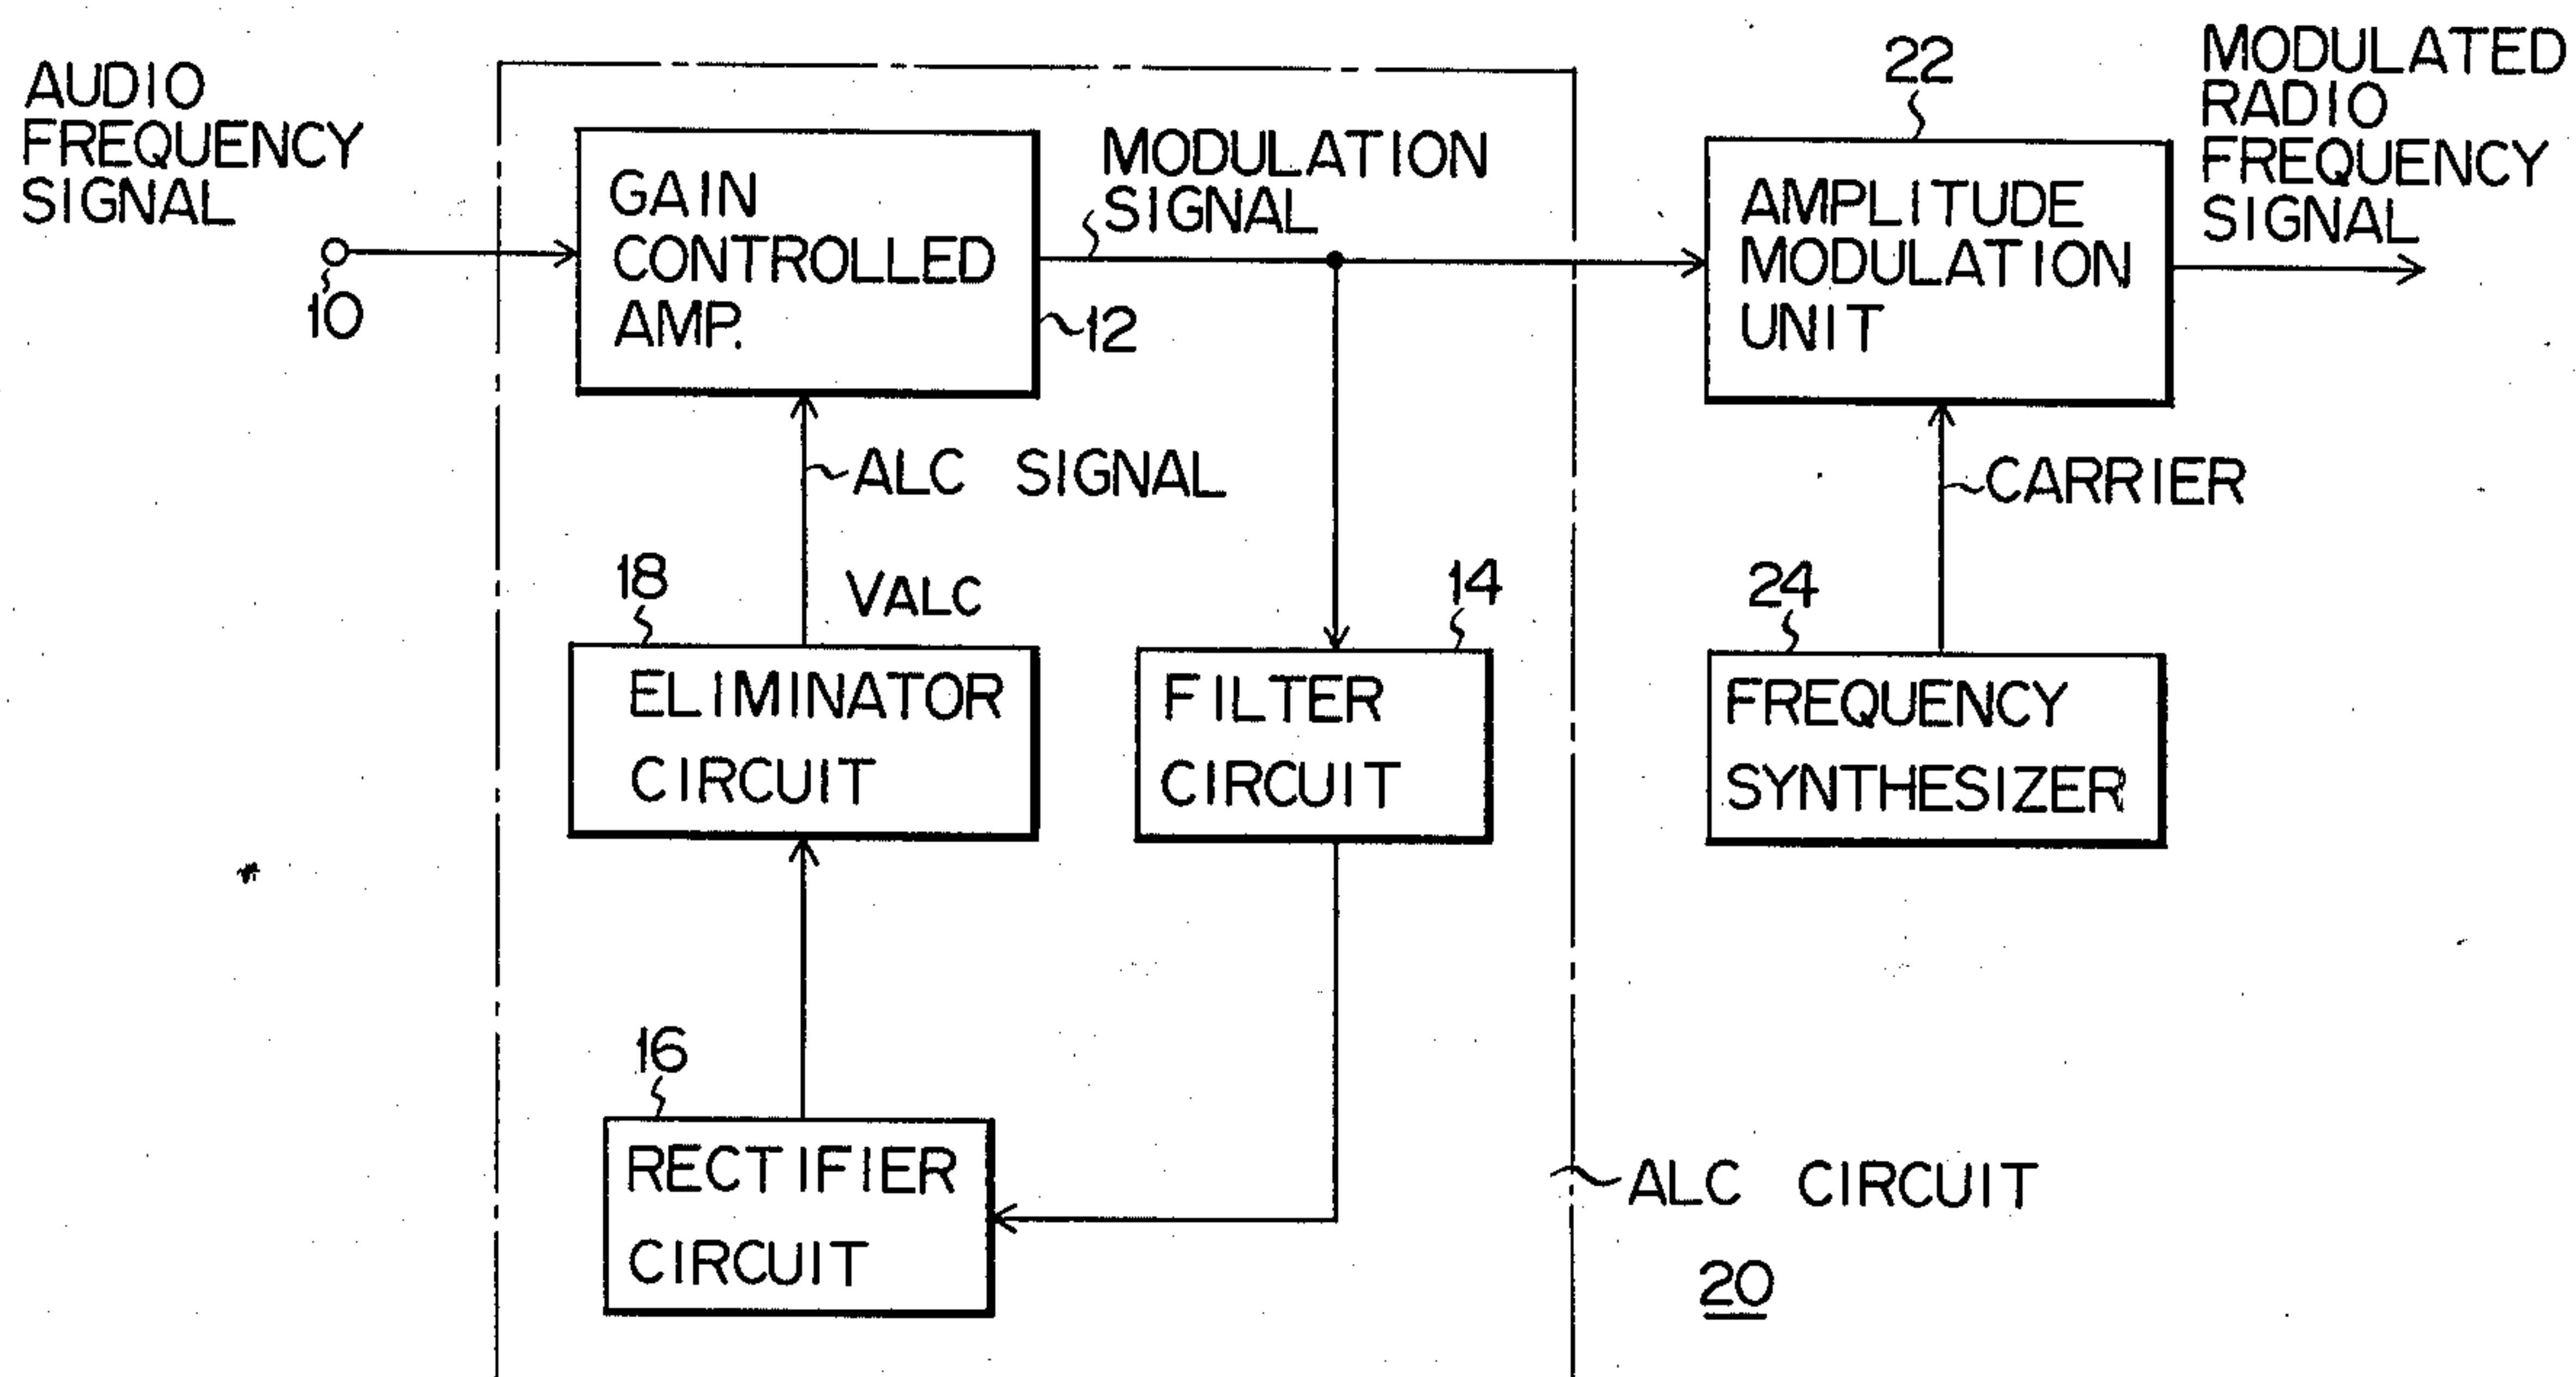 AUDIO
FREQUENCY
SIGNAL
10
GAIN
CONTROLLED
AMP.
12
MODULATION
SIGNAL
22
AMPLITUDE
MODULATION
UNIT
MODULATED
RADIO
FREQUENCY
SIGNAL
ALC SIGNAL
CARRIER
18
VALC
ELIMINATOR
CIRCUIT
14
FILTER
CIRCUIT
24
FREQUENCY
SYNTHESIZER
16
RECTIFIER
CIRCUIT
ALC CIRCUIT
20